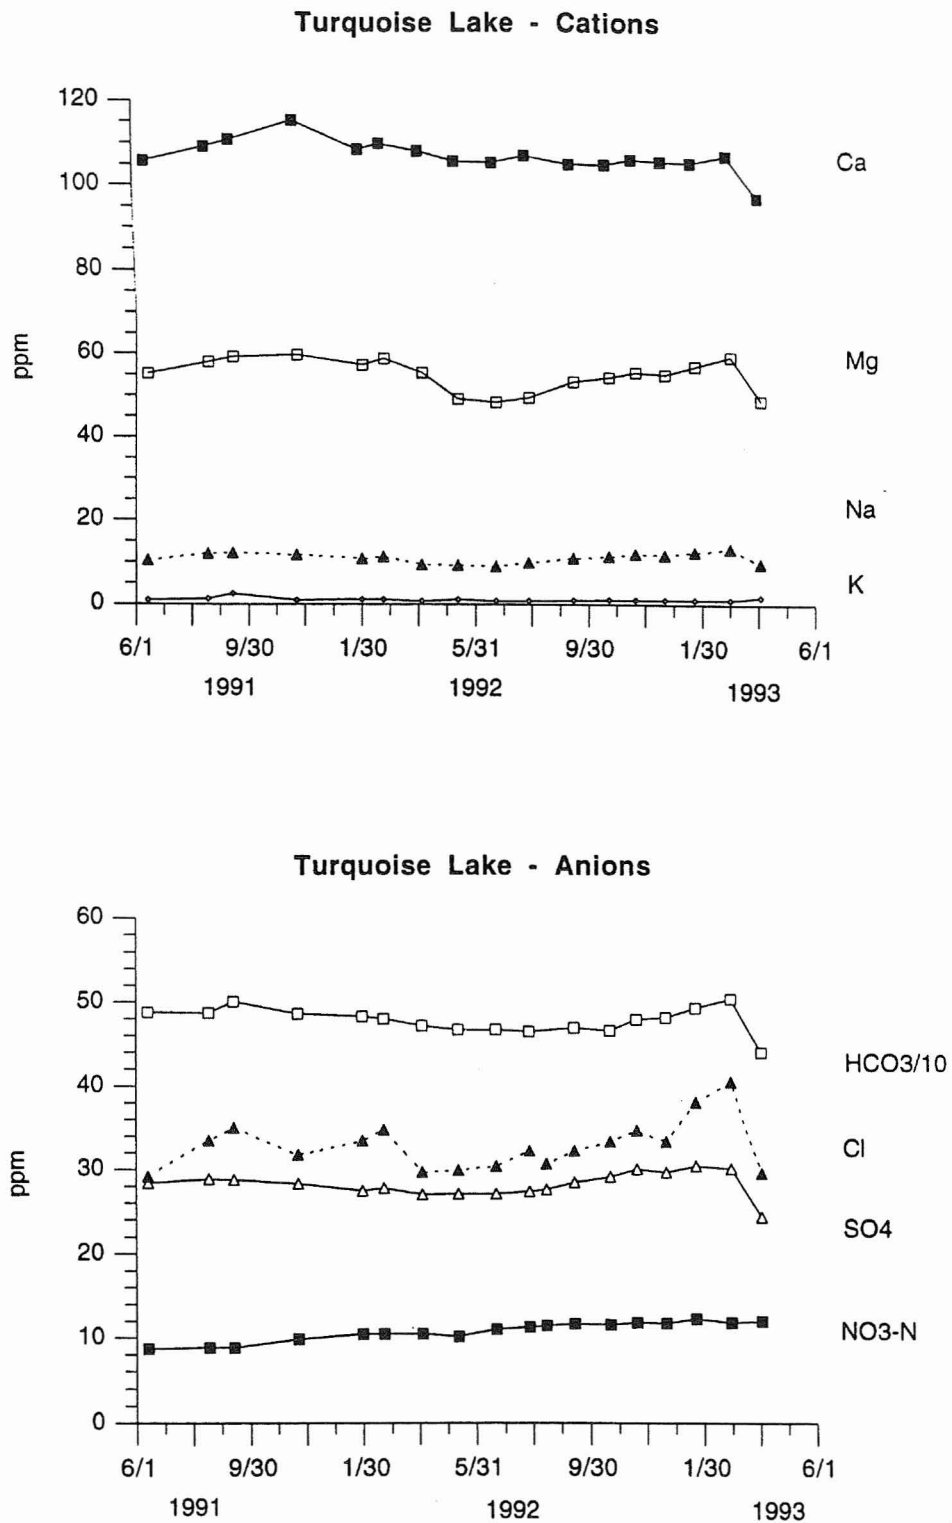 Turquoise Lake - Cations
120
100
80
60
40
20
0
ppm
Ca
Mg
Na
K
6/1 9/30 1/30 5/31 9/30 1/30 6/1
1991 1992 1993
Turquoise Lake - Anions
60
50
40
30
20
10
0
ppm
HCO3/10
Cl
SO4
NO3-N
6/1 9/30 1/30 5/31 9/30 1/30 6/1
1991 1992 1993